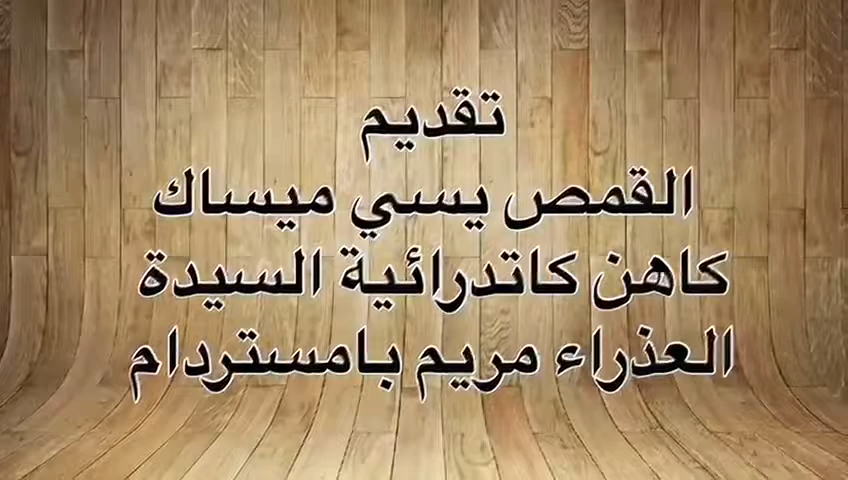 تقديم
القمص يسي ميساك
كاهن كاتدرائية السيدة
العذراء مريم بامستردام